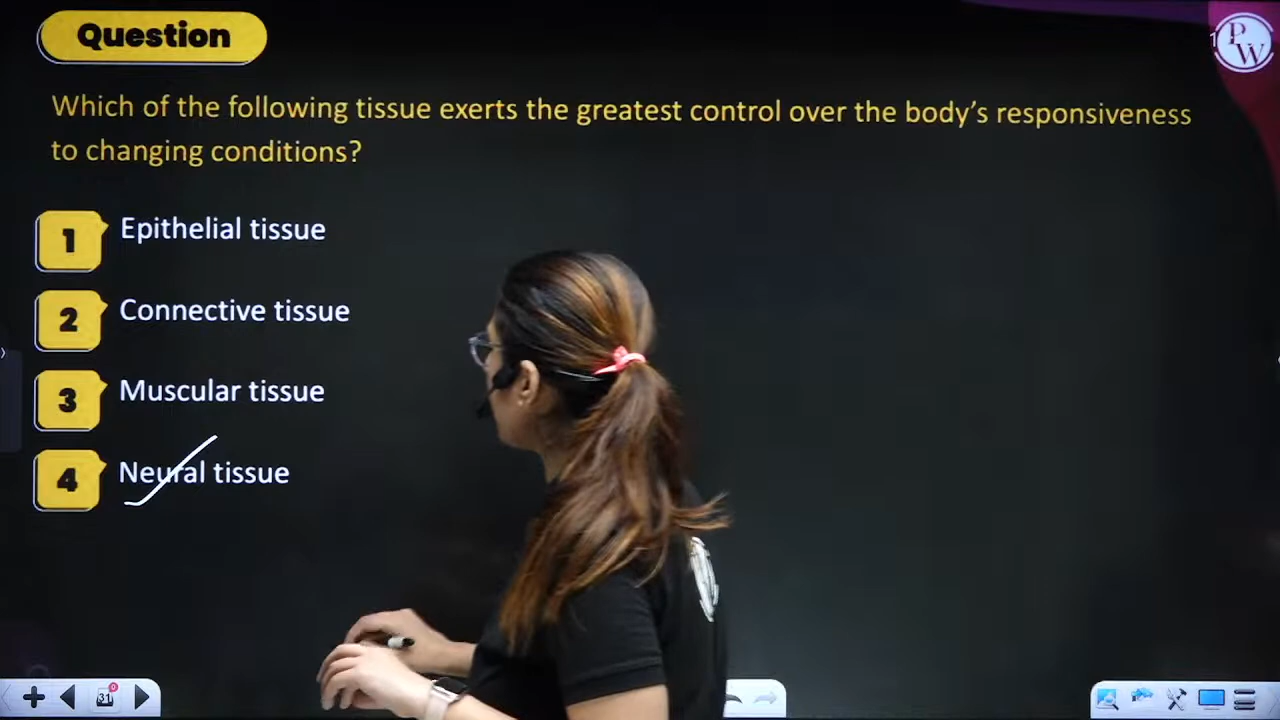 Question
PW
Which of the following tissue exerts the greatest control over the body's responsiveness
to changing conditions?
1 Epithelial tissue
2 Connective tissue
3 Muscular tissue
4 Neural tissue
31